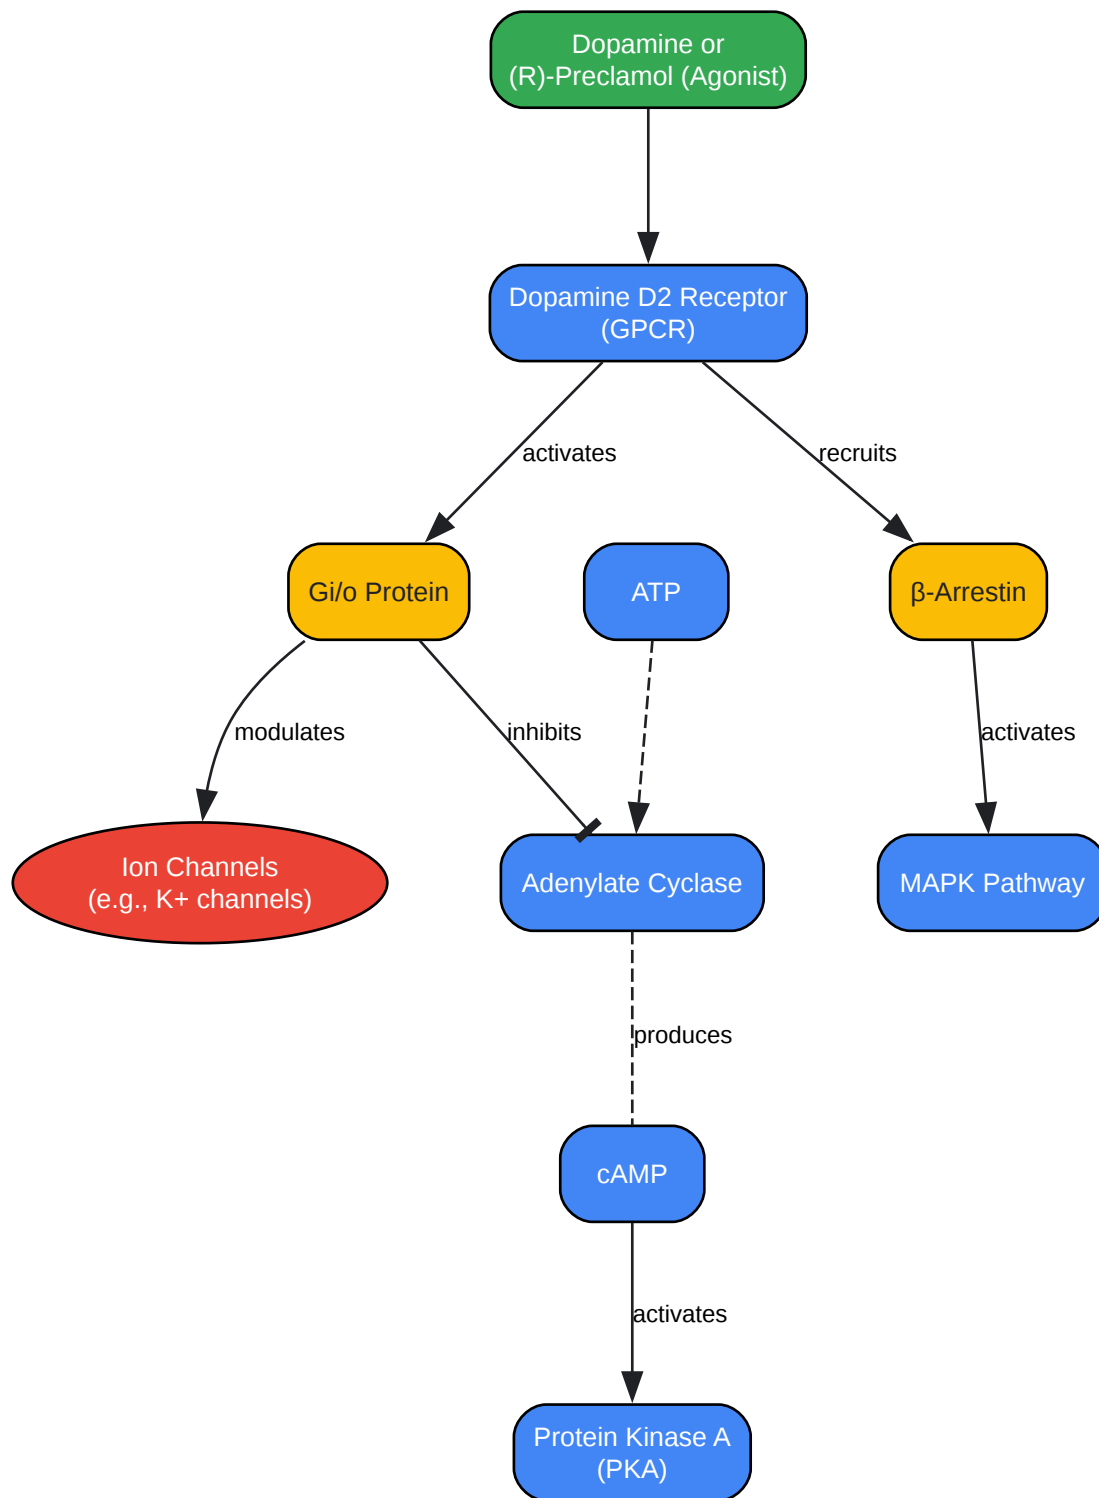 Dopamine or
(R)-Preclamol (Agonist)
Dopamine D2 Receptor
(GPCR)
activates
recruits
Gi/o Protein
ATP
β-Arrestin
modulates
inhibits
activates
Ion Channels
(e.g., K+ channels)
Adenylate Cyclase
MAPK Pathway
produces
cAMP
activates
Protein Kinase A
(PKA)